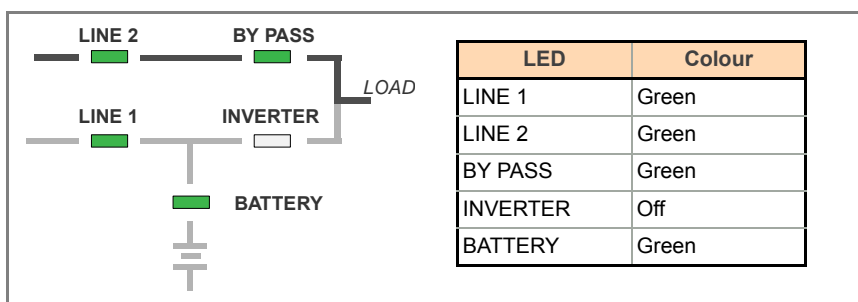 LINE 2 BY PASS
LOAD
LINE 1 INVERTER
BATTERY
LED Colour
LINE 1 Green
LINE 2 Green
BY PASS Green
INVERTER Off
BATTERY Green